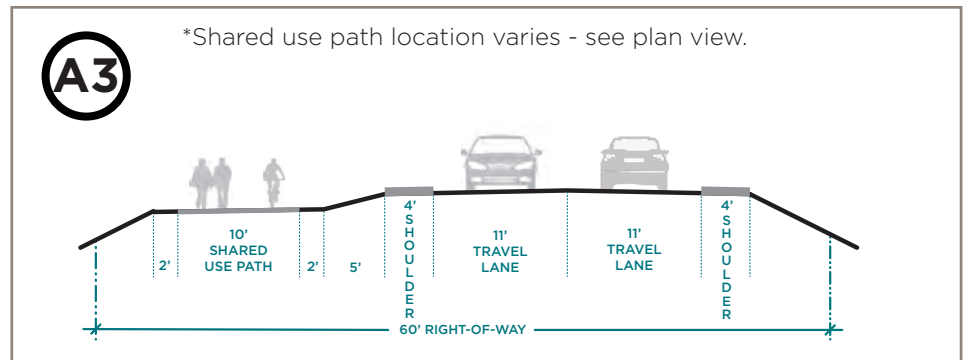 *Shared use path location varies - see plan view.
A3
2'
10'
SHARED
USE PATH
2'
5'
4'
SHOULDER
11'
TRAVEL
LANE
11'
TRAVEL
LANE
4'
SHOULDER
60' RIGHT-OF-WAY